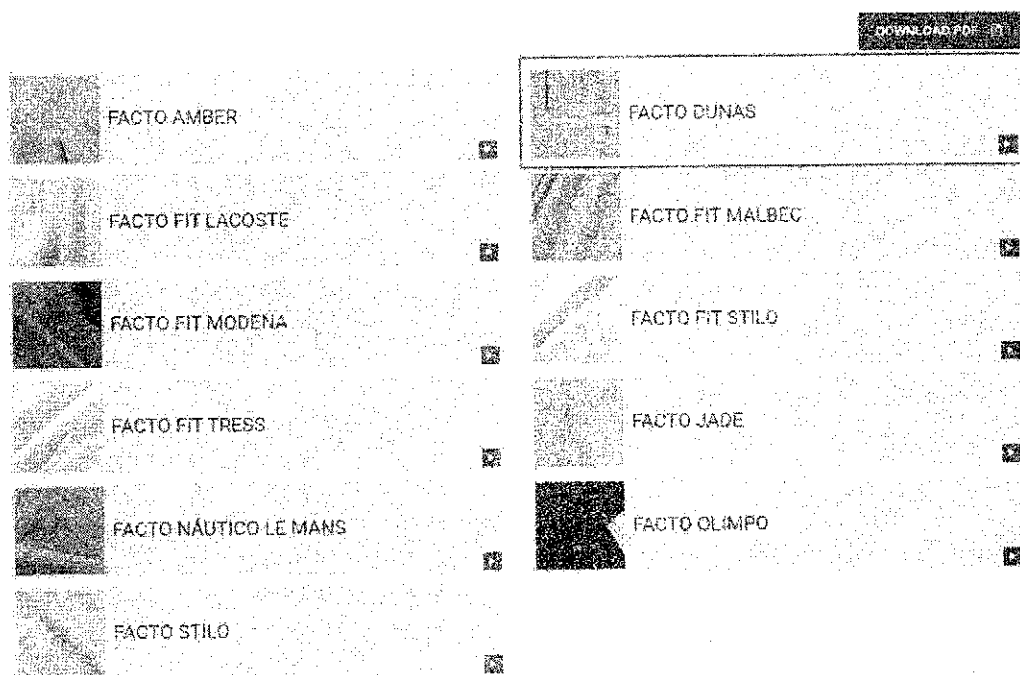 DOWNLOAD PDF
FACTO AMBER
FACTO DUNAS
FACTO FIT LACOSTE
FACTO FIT MALBEC
FACTO FIT MODENA
FACTO FIT STILO
FACTO FIT TRESS
FACTO JADE
FACTO NÁUTICO LE MANS
FACTO OLIMPO
FACTO STILO